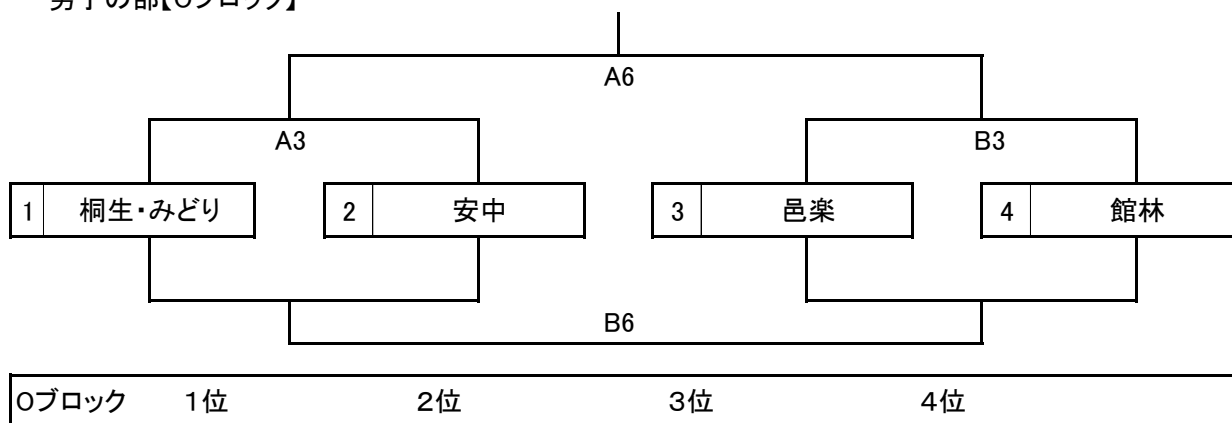 男子の部【Oブロック】
A6
A3 B3
1 桐生・みどり 2 安中 3 邑楽 4 館林
B6
Oブロック 1位 2位 3位 4位